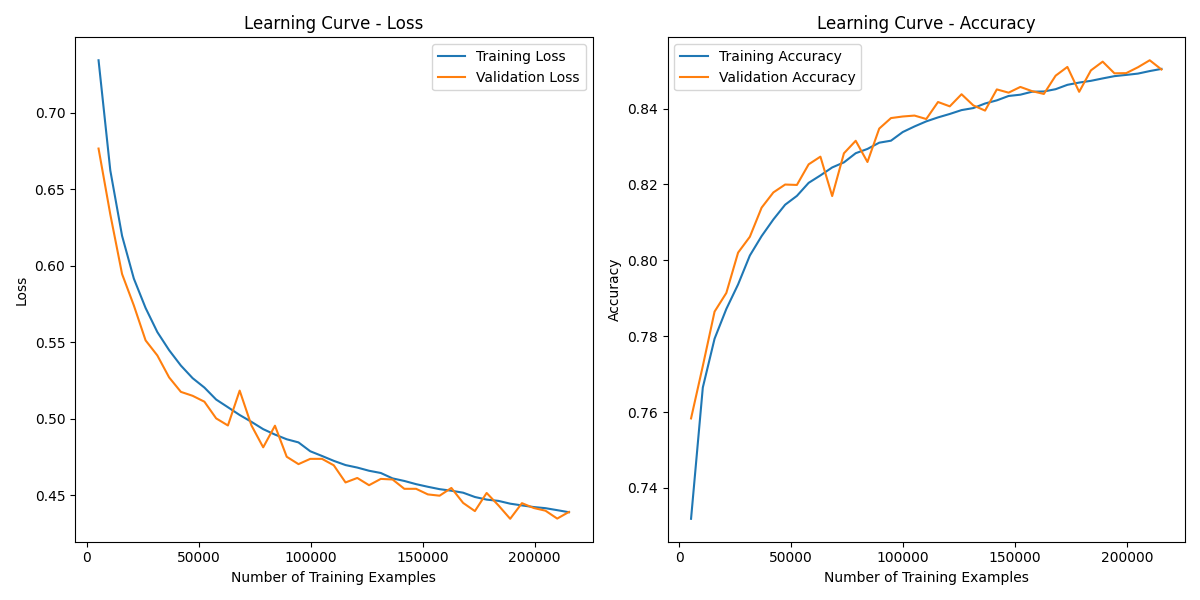 Learning Curve - Loss
Training Loss
Validation Loss
0.70
0.65
0.60
0.55
0.50
0.45
Loss
0 50000 100000 150000 200000
Number of Training Examples
Learning Curve - Accuracy
Training Accuracy
Validation Accuracy
0.84
0.82
0.80
0.78
0.76
0.74
Accuracy
0 50000 100000 150000 200000
Number of Training Examples